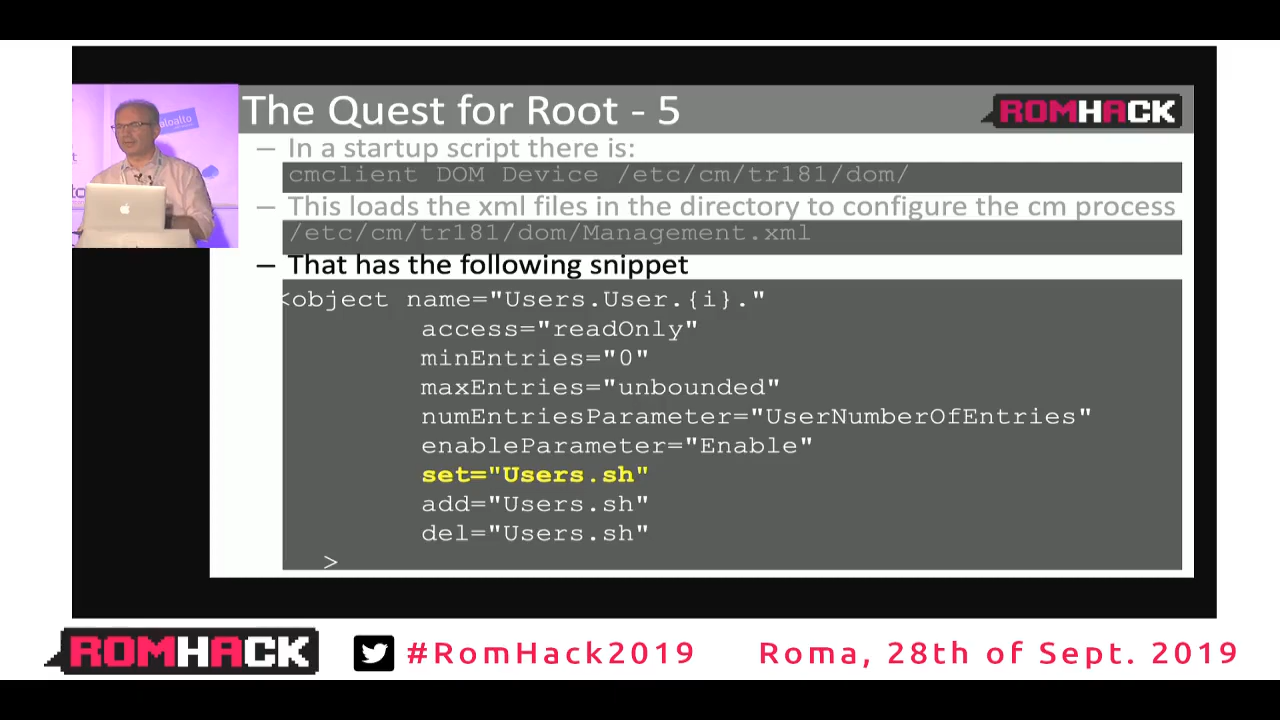 The Quest for Root - 5
ROMHACK
– In a startup script there is:
cmclient DOM Device /etc/cm/tr181/dom/
– This loads the xml files in the directory to configure the cm process
/etc/cm/tr181/dom/Management.xml
– That has the following snippet
<object name="Users.User.{i}."
access="readOnly"
minEntries="0"
maxEntries="unbounded"
numEntriesParameter="UserNumberOfEntries"
enableParameter="Enable"
set="Users.sh"
add="Users.sh"
del="Users.sh"
>
ROMHACK
#RomHack2019
Roma, 28th of Sept. 2019